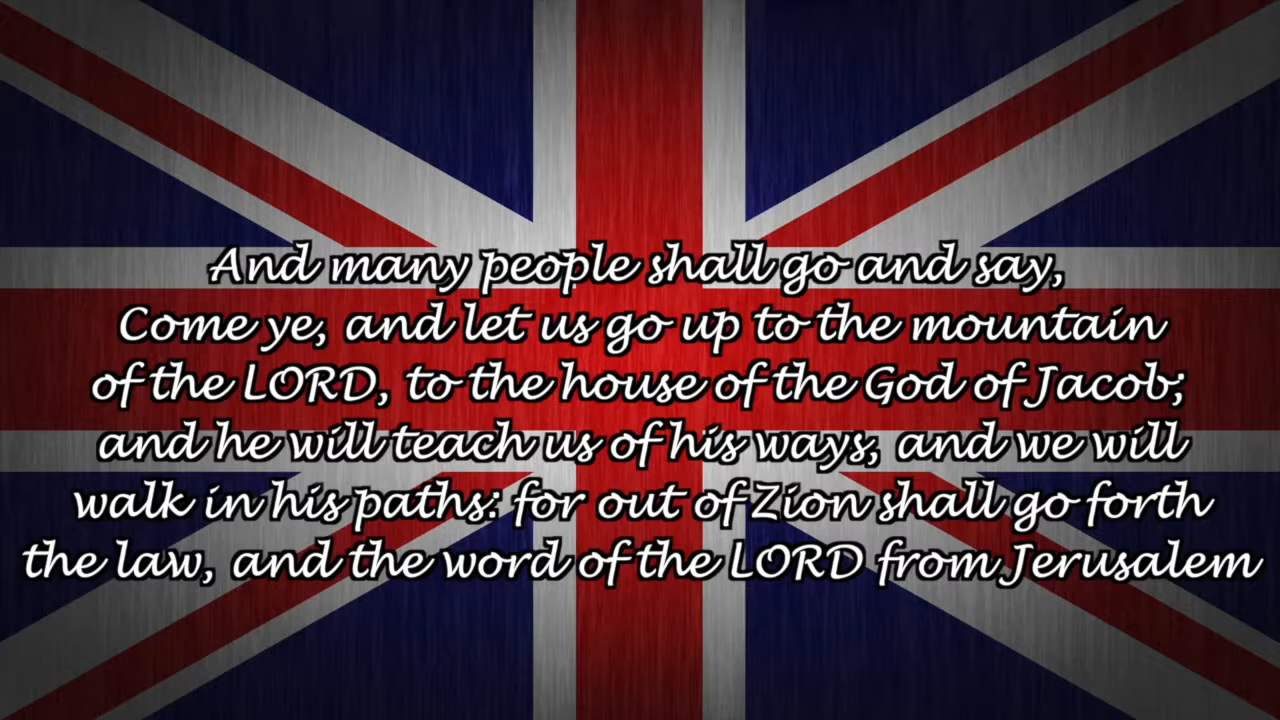 And many people shall go and say,
Come ye, and let us go up to the mountain
of the LORD, to the house of the God of Jacob;
and he will teach us of his ways, and we will
walk in his paths: for out of Zion shall go forth
the law, and the word of the LORD from Jerusalem